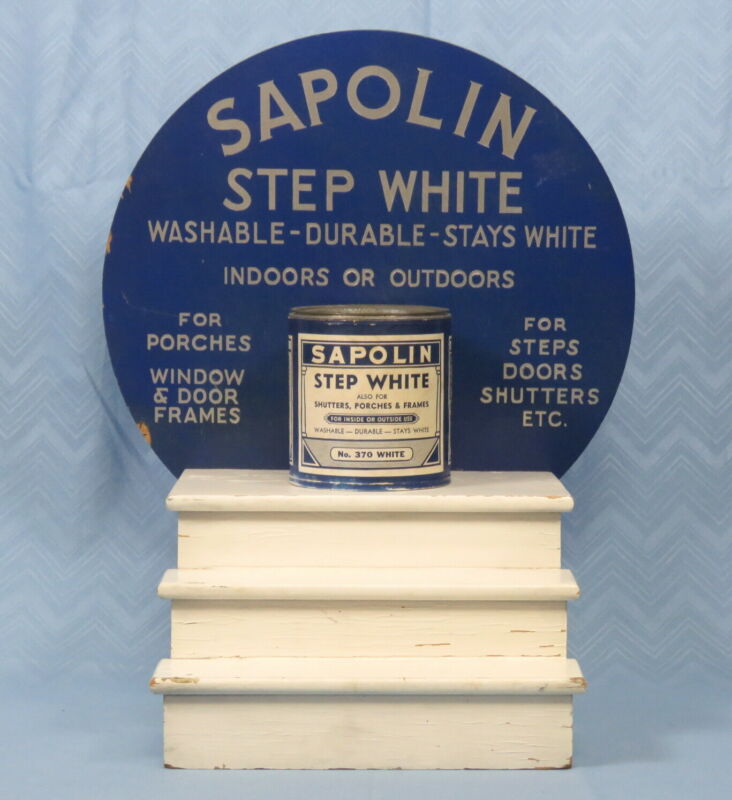 SAPOLIN
STEP WHITE
WASHABLE-DURABLE-STAYS WHITE
INDOORS OR OUTDOORS
FOR
PORCHES
WINDOW
& DOOR
FRAMES
FOR
STEPS
DOORS
SHUTTERS
ETC.
SAPOLIN
STEP WHITE
ALSO FOR
SHUTTERS, PORCHES & FRAMES
FOR INSIDE OR OUTSIDE USE
WASHABLE — DURABLE — STAYS WHITE
No. 370 WHITE